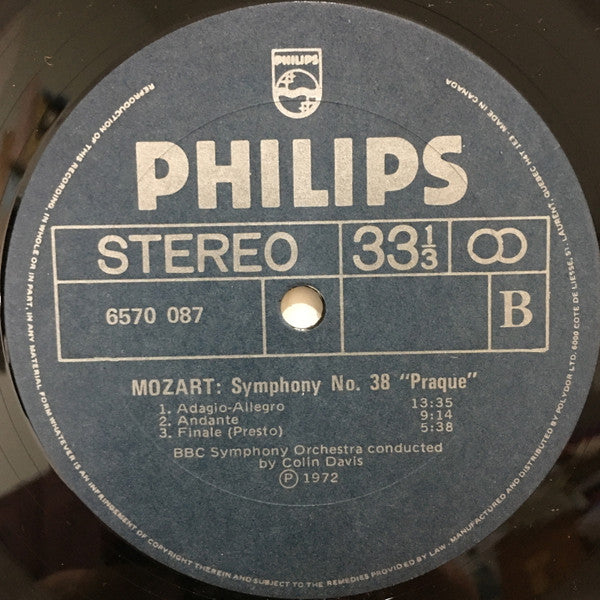 PHILIPS
PHILIPS
STEREO 33⅓
6570 087 B
MOZART: Symphony No. 38 "Praque"
1. Adagio-Allegro 13:35
2. Andante 9:14
3. Finale (Presto) 5:38
BBC Symphony Orchestra conducted
by Colin Davis
Ⓟ 1972
REPRODUCTION OF THIS RECORDING, IN WHOLE OR IN PART, IN ANY MATERIAL FORM WHATEVER IS AN INFRINGEMENT OF COPYRIGHT THEREIN AND SUBJECT TO THE REMEDIES PROVIDED BY LAW - MANUFACTURED AND DISTRIBUTED BY POLYDOR LTD. 6000 COTE DE LIESSE, ST. LAURENT, QUEBEC H4T 1E3 - MADE IN CANADA